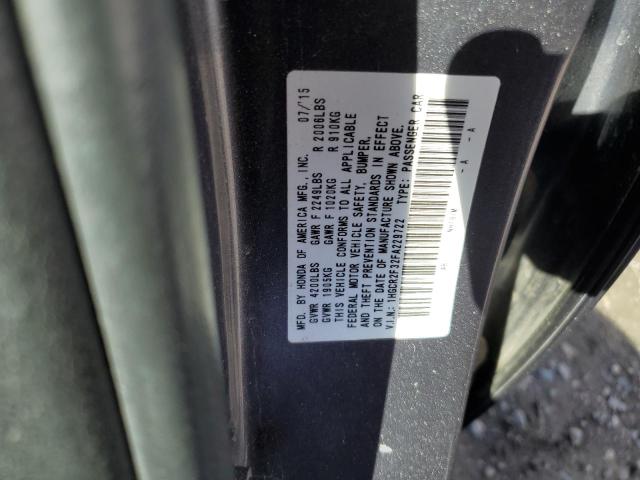 MFD. BY HONDA OF AMERICA MFG., INC. 07/'15
GVWR 4200LBS GAWR F 2249LBS R 2006LBS
GVWR 1905KG GAWR F 1020KG R 910KG
THIS VEHICLE CONFORMS TO ALL APPLICABLE
FEDERAL MOTOR VEHICLE SAFETY, BUMPER,
AND THEFT PREVENTION STANDARDS IN EFFECT
ON THE DATE OF MANUFACTURE SHOWN ABOVE.
V.I.N.: 1HGCR2F32FA229722 TYPE: PASSENGER CAR
- A - A